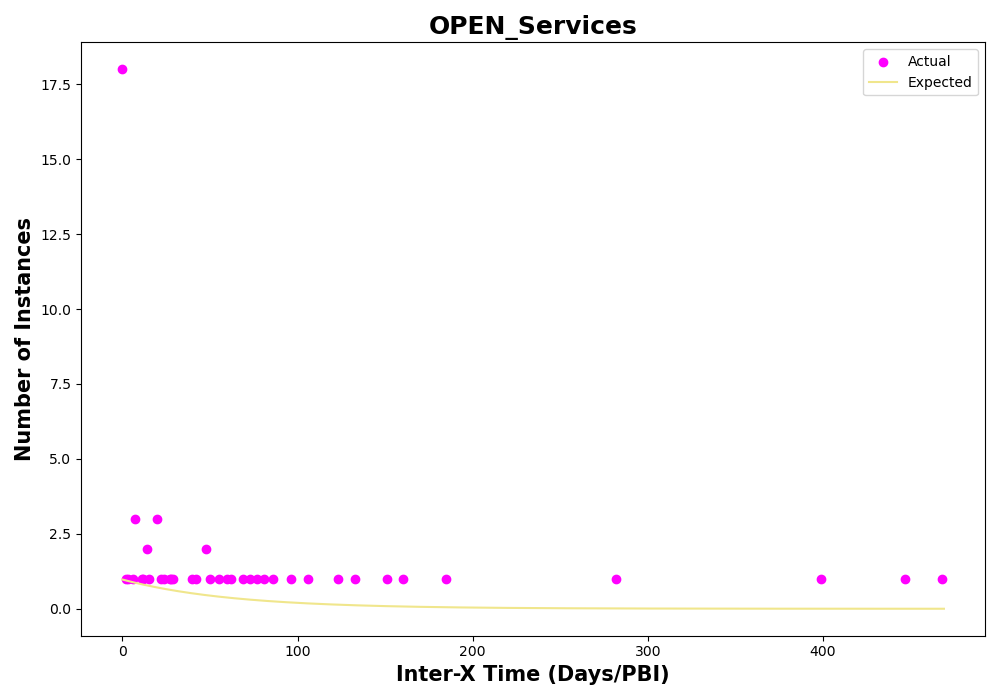 OPEN_Services
Actual
Expected
17.5
15.0
12.5
10.0
7.5
5.0
2.5
0.0
Number of Instances
0
100
200
300
400
Inter-X Time (Days/PBI)